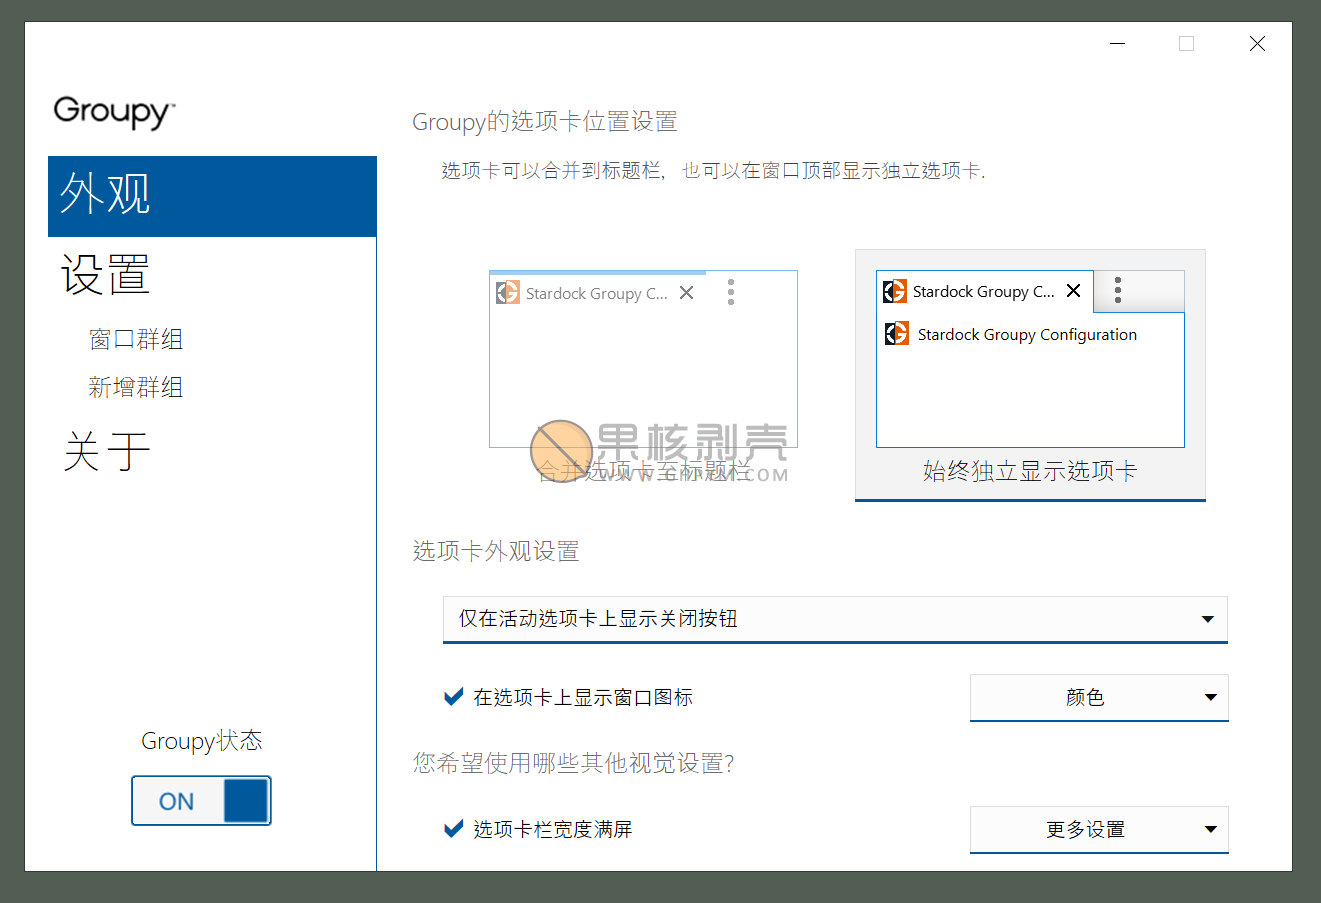 Groupy™
外观
设置
窗口群组
新增群组
关于
Groupy状态
ON
Groupy的选项卡位置设置
选项卡可以合并到标题栏，也可以在窗口顶部显示独立选项卡.
Stardock Groupy C...
合并选项卡至标题栏
果核剥壳
WWW.GHPYM.COM
Stardock Groupy C...
Stardock Groupy Configuration
始终独立显示选项卡
选项卡外观设置
仅在活动选项卡上显示关闭按钮
在选项卡上显示窗口图标
颜色
您希望使用哪些其他视觉设置?
选项卡栏宽度满屏
更多设置